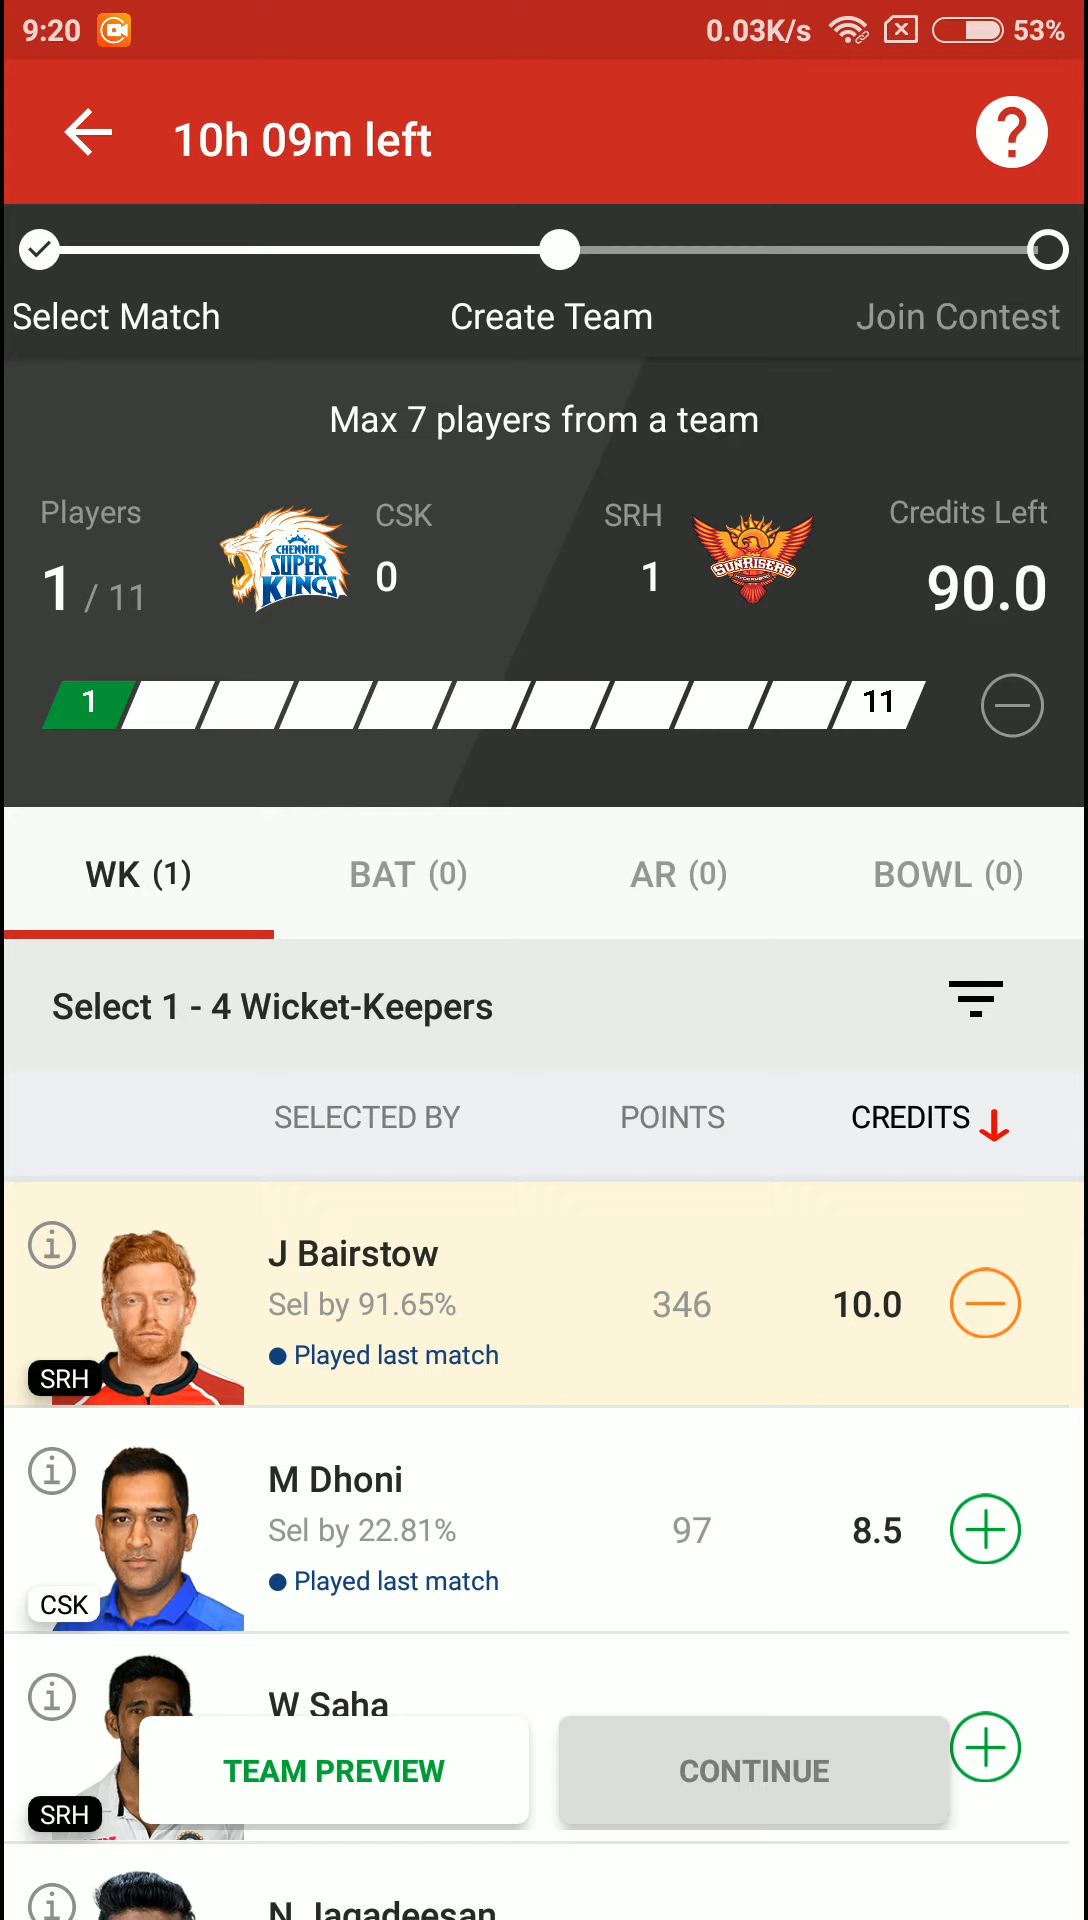 9:20 0.03K/s 53%
10h 09m left ?
Select Match Create Team Join Contest
Max 7 players from a team
Players CSK SRH Credits Left
1 / 11 0 1 90.0
CHENNAI
SUPER
KINGS
SUNRISERS
1 11
WK (1) BAT (0) AR (0) BOWL (0)
Select 1 - 4 Wicket-Keepers
SELECTED BY POINTS CREDITS
J Bairstow
Sel by 91.65% 346 10.0
Played last match
SRH
M Dhoni
Sel by 22.81% 97 8.5
Played last match
CSK
W Saha
TEAM PREVIEW CONTINUE
SRH
N Jagadeesan